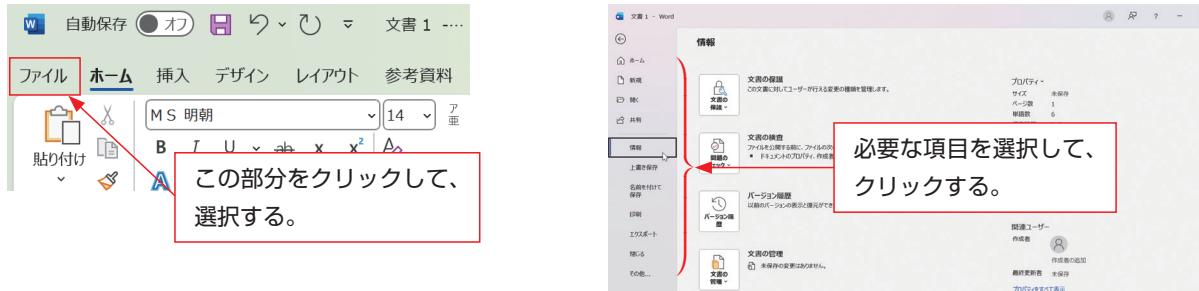 自動保存 オフ 文書 1 -…
ファイル ホーム 挿入 デザイン レイアウト 参考資料
ＭＳ 明朝 14 ア亜
貼り付け
B I U ab x x² A
この部分をクリックして、
選択する。
文書 1 - Word
?
情報
ホーム
新規
開く
共有
情報
上書き保存
名前を付けて
保存
印刷
エクスポート
閉じる
その他...
文書の
保護
文書の保護
この文書に対してユーザーが行える変更の種類を管理します。
問題の
チェック
文書の検査
ファイルを公開する前に、ファイルの次
ドキュメントのプロパティ、作成者
バージョン履
歴
バージョン履歴
以前のバージョンの表示と復元ができ
文書の
管理
文書の管理
未保存の変更はありません。
プロパティ
サイズ 未保存
ページ数 1
単語数 6
必要な項目を選択して、
クリックする。
関連ユーザー
作成者
作成者の追加
最終更新者 未保存
プロパティをすべて表示